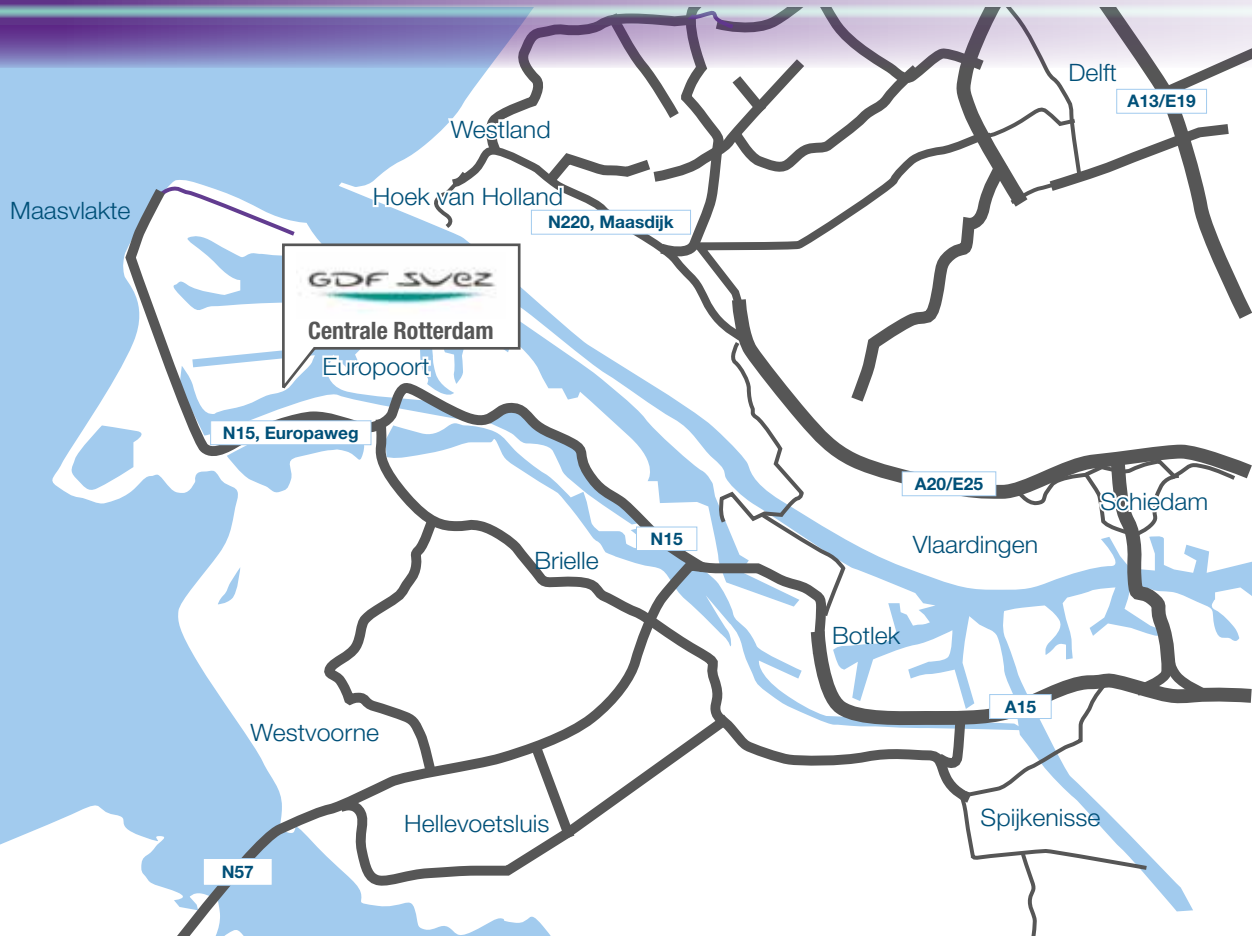 Delft
A13/E19
Westland
Hoek van Holland
Maasvlakte
N220, Maasdijk
GDF SUEZ
Centrale Rotterdam
Europoort
N15, Europaweg
A20/E25
Schiedam
N15
Vlaardingen
Brielle
Botlek
A15
Westvoorne
Hellevoetsluis
Spijkenisse
N57